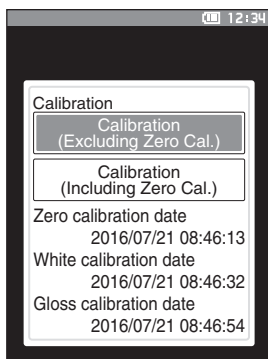 12:34
Calibration
Calibration
(Excluding Zero Cal.)
Calibration
(Including Zero Cal.)
Zero calibration date
2016/07/21 08:46:13
White calibration date
2016/07/21 08:46:32
Gloss calibration date
2016/07/21 08:46:54